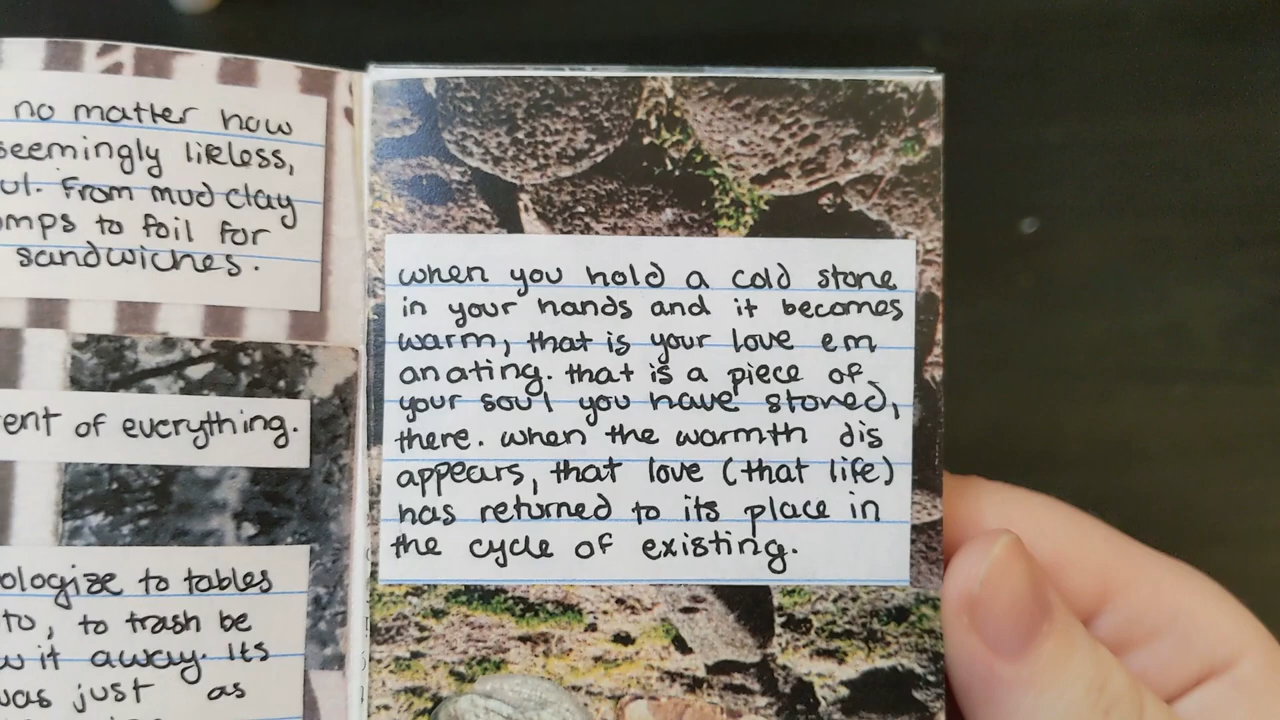 no matter how
seemingly lifeless,
ul. From mud clay
mps to foil for
sandwiches.
ent of everything.
ologize to tables
to, to trash be
w it away. Its
was just as
when you hold a cold stone
in your hands and it becomes
warm, that is your love em
anating. that is a piece of
your soul you have stored,
there. when the warmth dis
appears, that love (that life)
has returned to its place in
the cycle of existing.